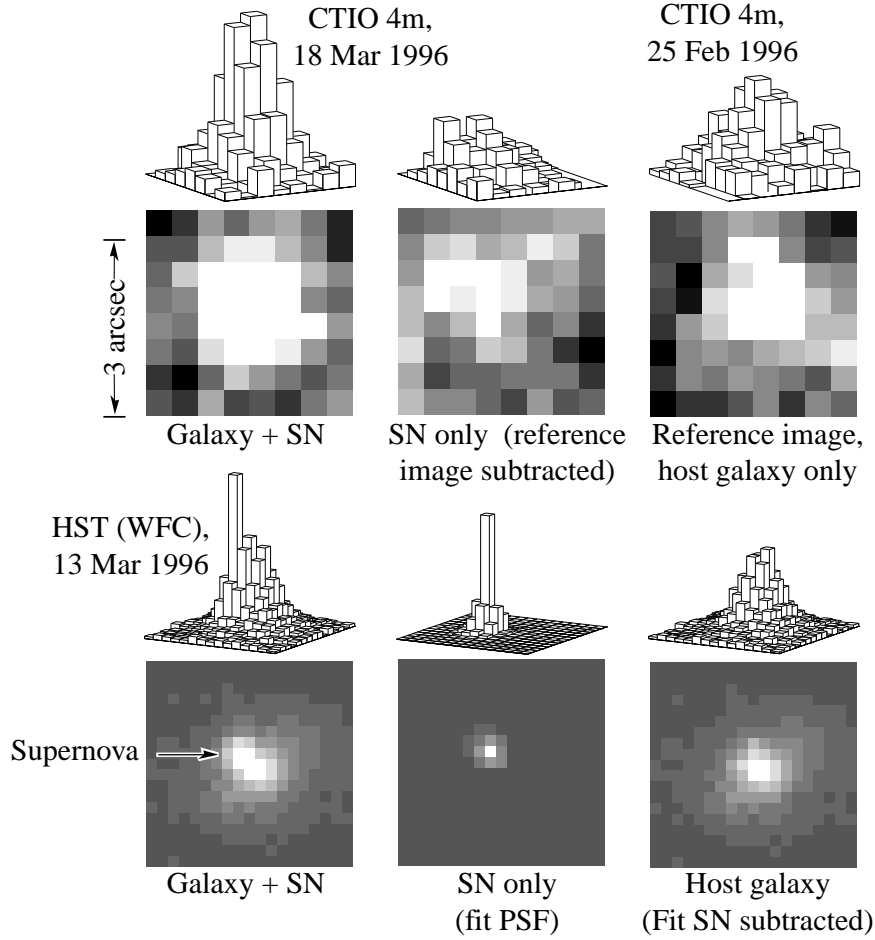 CTIO 4m,
18 Mar 1996
CTIO 4m,
25 Feb 1996
3 arcsec
Galaxy + SN
SN only (reference
image subtracted)
Reference image,
host galaxy only
HST (WFC),
13 Mar 1996
Supernova
Galaxy + SN
SN only
(fit PSF)
Host galaxy
(Fit SN subtracted)